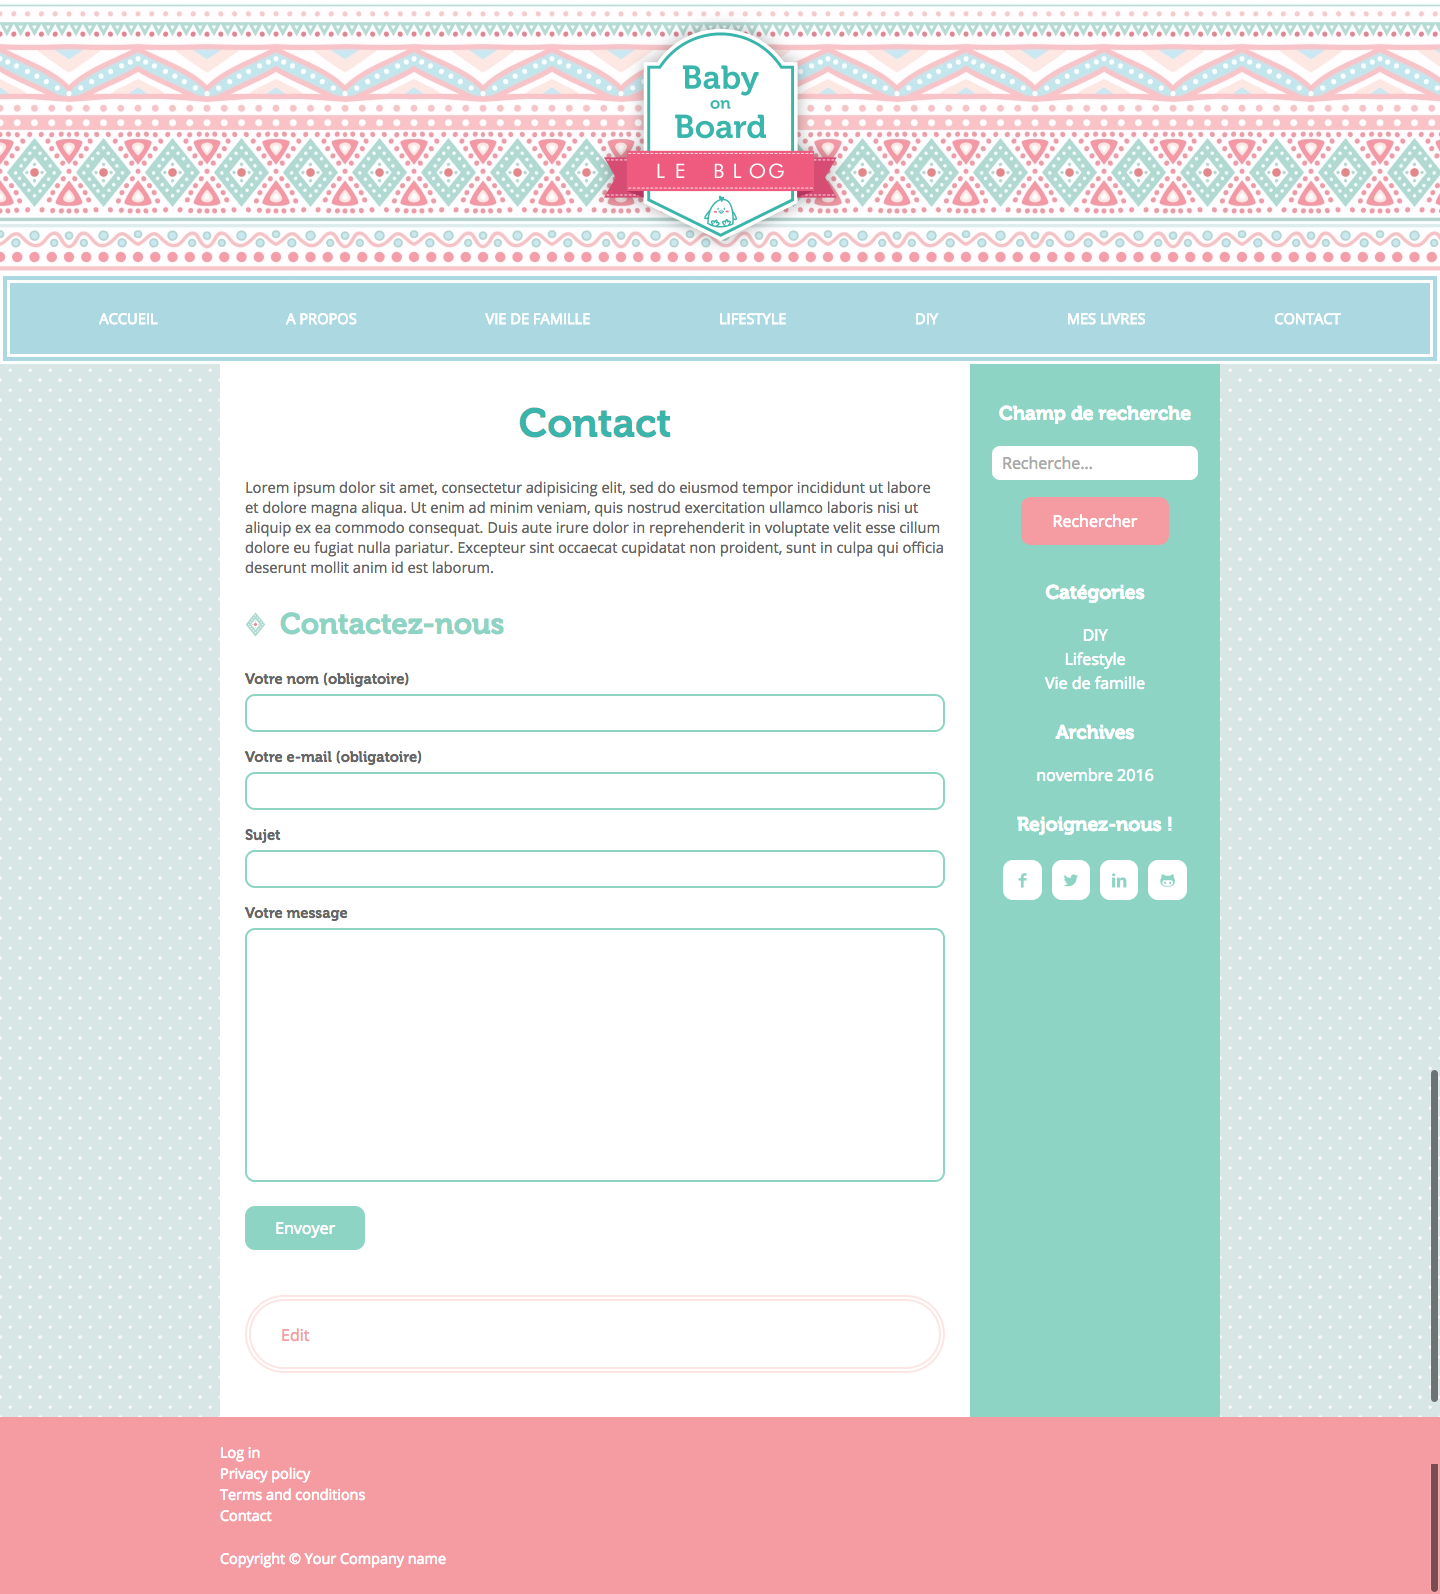 Baby
on
Board
LE BLOG
ACCUEIL A PROPOS VIE DE FAMILLE LIFESTYLE DIY MES LIVRES CONTACT
Contact
Lorem ipsum dolor sit amet, consectetur adipisicing elit, sed do eiusmod tempor incididunt ut labore
et dolore magna aliqua. Ut enim ad minim veniam, quis nostrud exercitation ullamco laboris nisi ut
aliquip ex ea commodo consequat. Duis aute irure dolor in reprehenderit in voluptate velit esse cillum
dolore eu fugiat nulla pariatur. Excepteur sint occaecat cupidatat non proident, sunt in culpa qui officia
deserunt mollit anim id est laborum.
Contactez-nous
Votre nom (obligatoire)
Votre e-mail (obligatoire)
Sujet
Votre message
Envoyer
Edit
Champ de recherche
Recherche...
Rechercher
Catégories
DIY
Lifestyle
Vie de famille
Archives
novembre 2016
Rejoignez-nous !
Log in
Privacy policy
Terms and conditions
Contact
Copyright © Your Company name